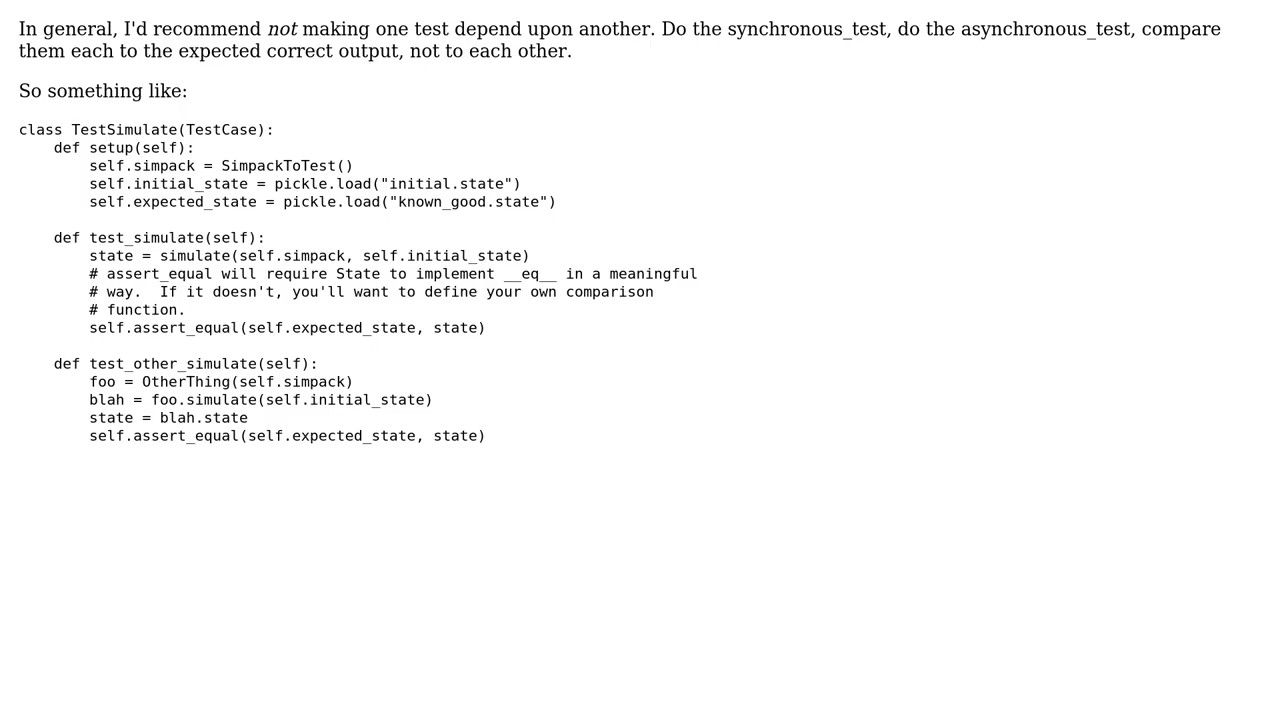 In general, I'd recommend not making one test depend upon another. Do the synchronous_test, do the asynchronous_test, compare
them each to the expected correct output, not to each other.
So something like:
class TestSimulate(TestCase):
    def setup(self):
        self.simpack = SimpackToTest()
        self.initial_state = pickle.load("initial.state")
        self.expected_state = pickle.load("known_good.state")
    def test_simulate(self):
        state = simulate(self.simpack, self.initial_state)
        # assert_equal will require State to implement __eq__ in a meaningful
        # way.  If it doesn't, you'll want to define your own comparison
        # function.
        self.assert_equal(self.expected_state, state)
    def test_other_simulate(self):
        foo = OtherThing(self.simpack)
        blah = foo.simulate(self.initial_state)
        state = blah.state
        self.assert_equal(self.expected_state, state)